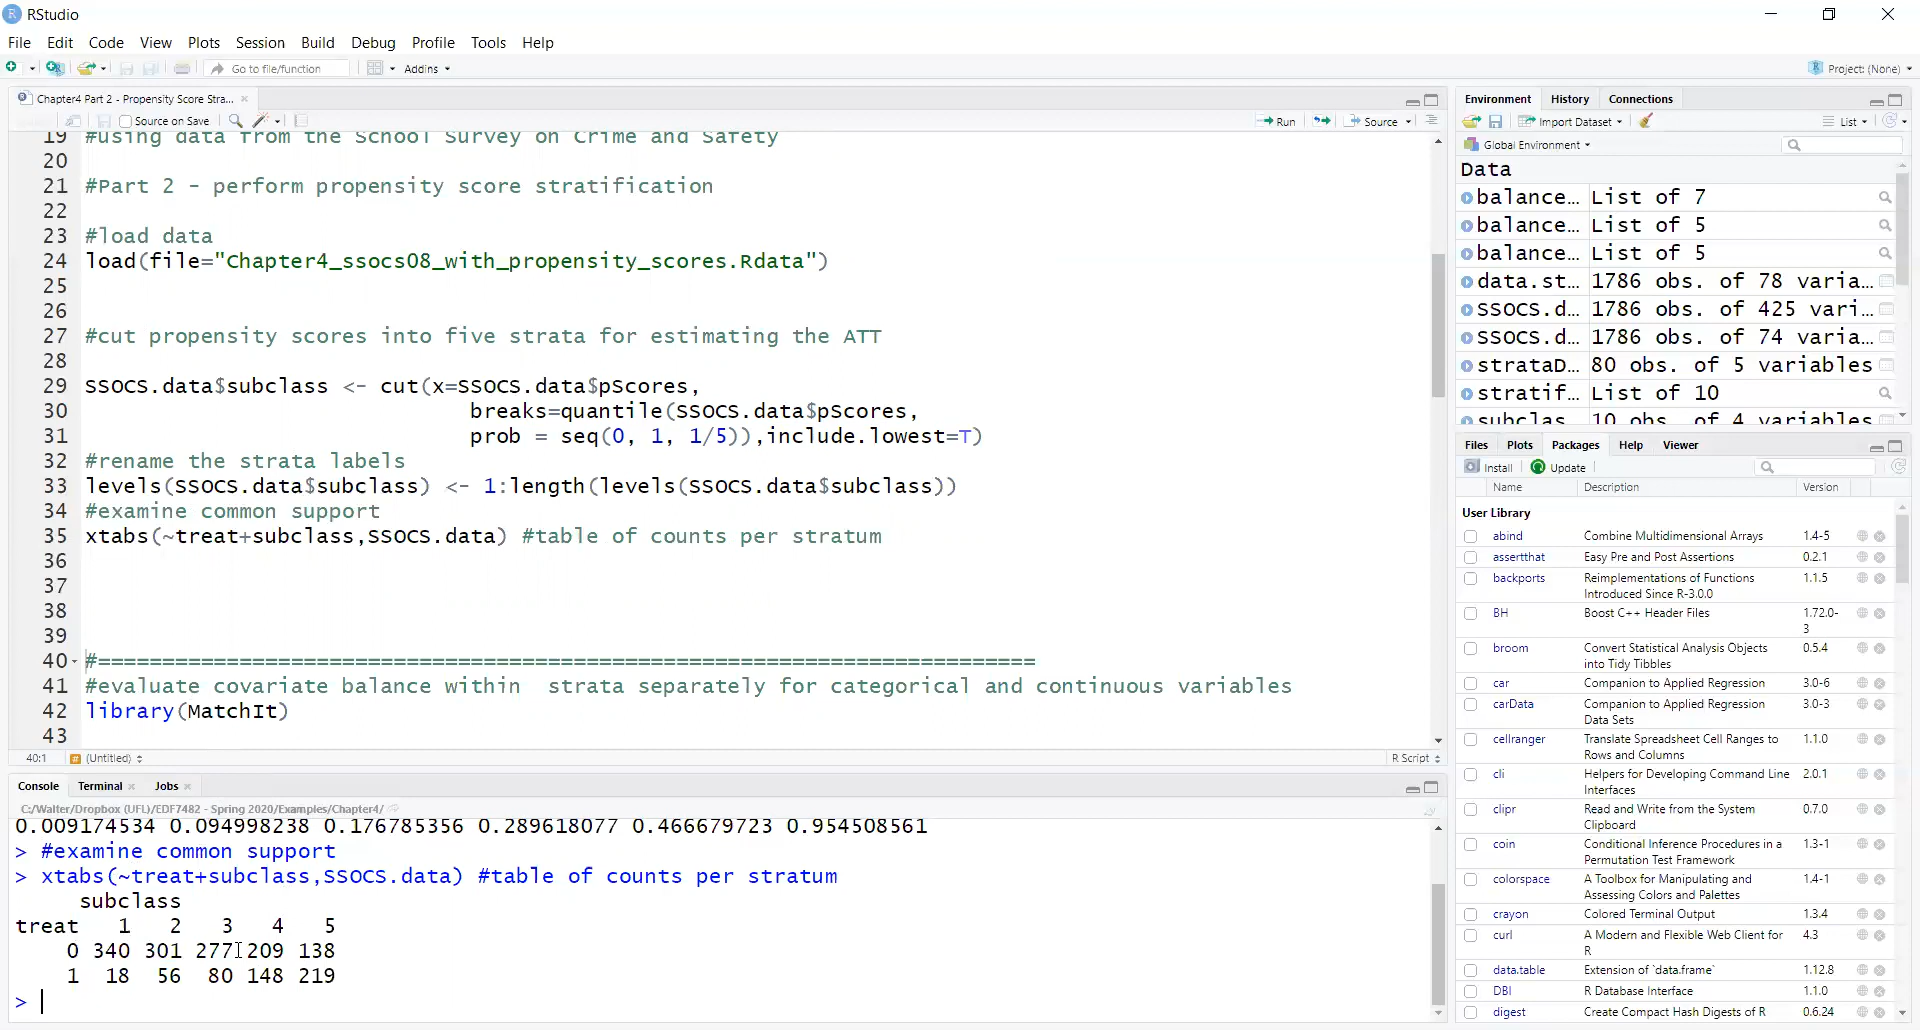 RStudio
File Edit Code View Plots Session Build Debug Profile Tools Help
Go to file/function Addins Project: (None)
Chapter4 Part 2 - Propensity Score Stra...
Source on Save Run Source
19 #using data from the School Survey on Crime and Safety
20
21 #Part 2 - perform propensity score stratification
22
23 #load data
24 load(file="Chapter4_ssocs08_with_propensity_scores.Rdata")
25
26
27 #cut propensity scores into five strata for estimating the ATT
28
29 SSOCS.data$subclass <- cut(x=SSOCS.data$pScores,
30 breaks=quantile(SSOCS.data$pScores,
31 prob = seq(0, 1, 1/5)),include.lowest=T)
32 #rename the strata labels
33 levels(SSOCS.data$subclass) <- 1:length(levels(SSOCS.data$subclass))
34 #examine common support
35 xtabs(~treat+subclass,SSOCS.data) #table of counts per stratum
36
37
38
39
40 #=========================================================================
41 #evaluate covariate balance within  strata separately for categorical and continuous variables
42 library(MatchIt)
43
40:1 (Untitled) R Script
Console Terminal Jobs
C:/Walter/Dropbox (UFL)/EDF7482 - Spring 2020/Examples/Chapter4/
0.009174534 0.094998238 0.176785356 0.289618077 0.466679723 0.954508561
> #examine common support
> xtabs(~treat+subclass,SSOCS.data) #table of counts per stratum
subclass
treat 1 2 3 4 5
0 340 301 277 209 138
1 18 56 80 148 219
>
Environment History Connections
Import Dataset List
Global Environment
Data
balance... List of 7
balance... List of 5
balance... List of 5
data.st... 1786 obs. of 78 varia...
SSOCS.d... 1786 obs. of 425 vari...
SSOCS.d... 1786 obs. of 74 varia...
strataD... 80 obs. of 5 variables
stratif... List of 10
subclas... 10 obs. of 4 variables
Files Plots Packages Help Viewer
Install Update
Name Description Version
User Library
abind Combine Multidimensional Arrays 1.4-5
assertthat Easy Pre and Post Assertions 0.2.1
backports Reimplementations of Functions 1.1.5
Introduced Since R-3.0.0
BH Boost C++ Header Files 1.72.0-
3
broom Convert Statistical Analysis Objects 0.5.4
into Tidy Tibbles
car Companion to Applied Regression 3.0-6
carData Companion to Applied Regression 3.0-3
Data Sets
cellranger Translate Spreadsheet Cell Ranges to 1.1.0
Rows and Columns
cli Helpers for Developing Command Line 2.0.1
Interfaces
clipr Read and Write from the System 0.7.0
Clipboard
coin Conditional Inference Procedures in a 1.3-1
Permutation Test Framework
colorspace A Toolbox for Manipulating and 1.4-1
Assessing Colors and Palettes
crayon Colored Terminal Output 1.3.4
curl A Modern and Flexible Web Client for 4.3
R
data.table Extension of `data.frame` 1.12.8
DBI R Database Interface 1.1.0
digest Create Compact Hash Digests of R 0.6.24